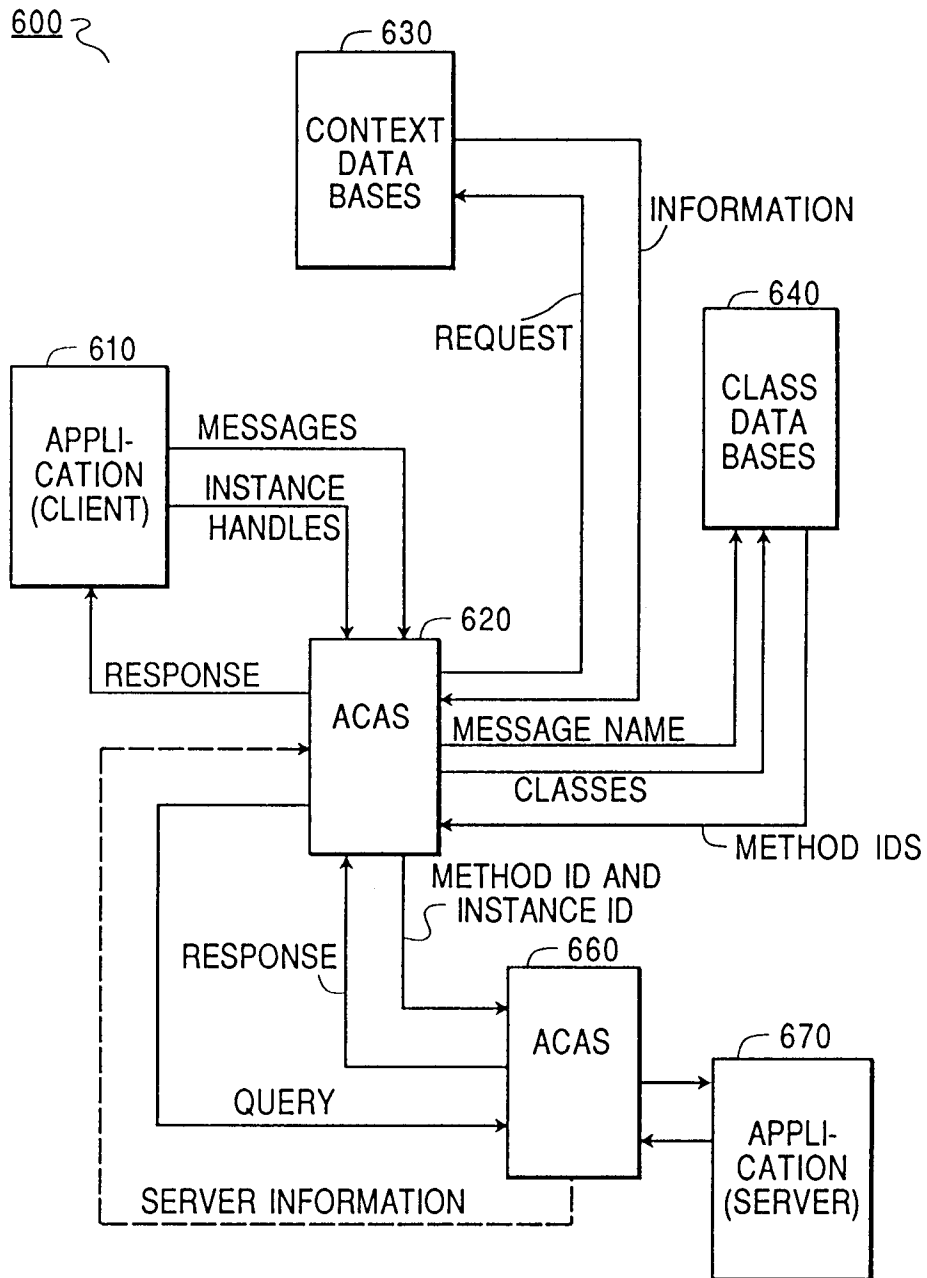 600
630
CONTEXT
DATA
BASES
INFORMATION
REQUEST
640
CLASS
DATA
BASES
610
APPLI-
CATION
(CLIENT)
MESSAGES
INSTANCE
HANDLES
620
RESPONSE
ACAS
MESSAGE NAME
CLASSES
METHOD IDS
METHOD ID AND
INSTANCE ID
RESPONSE
660
ACAS
670
QUERY
APPLI-
CATION
(SERVER)
SERVER INFORMATION